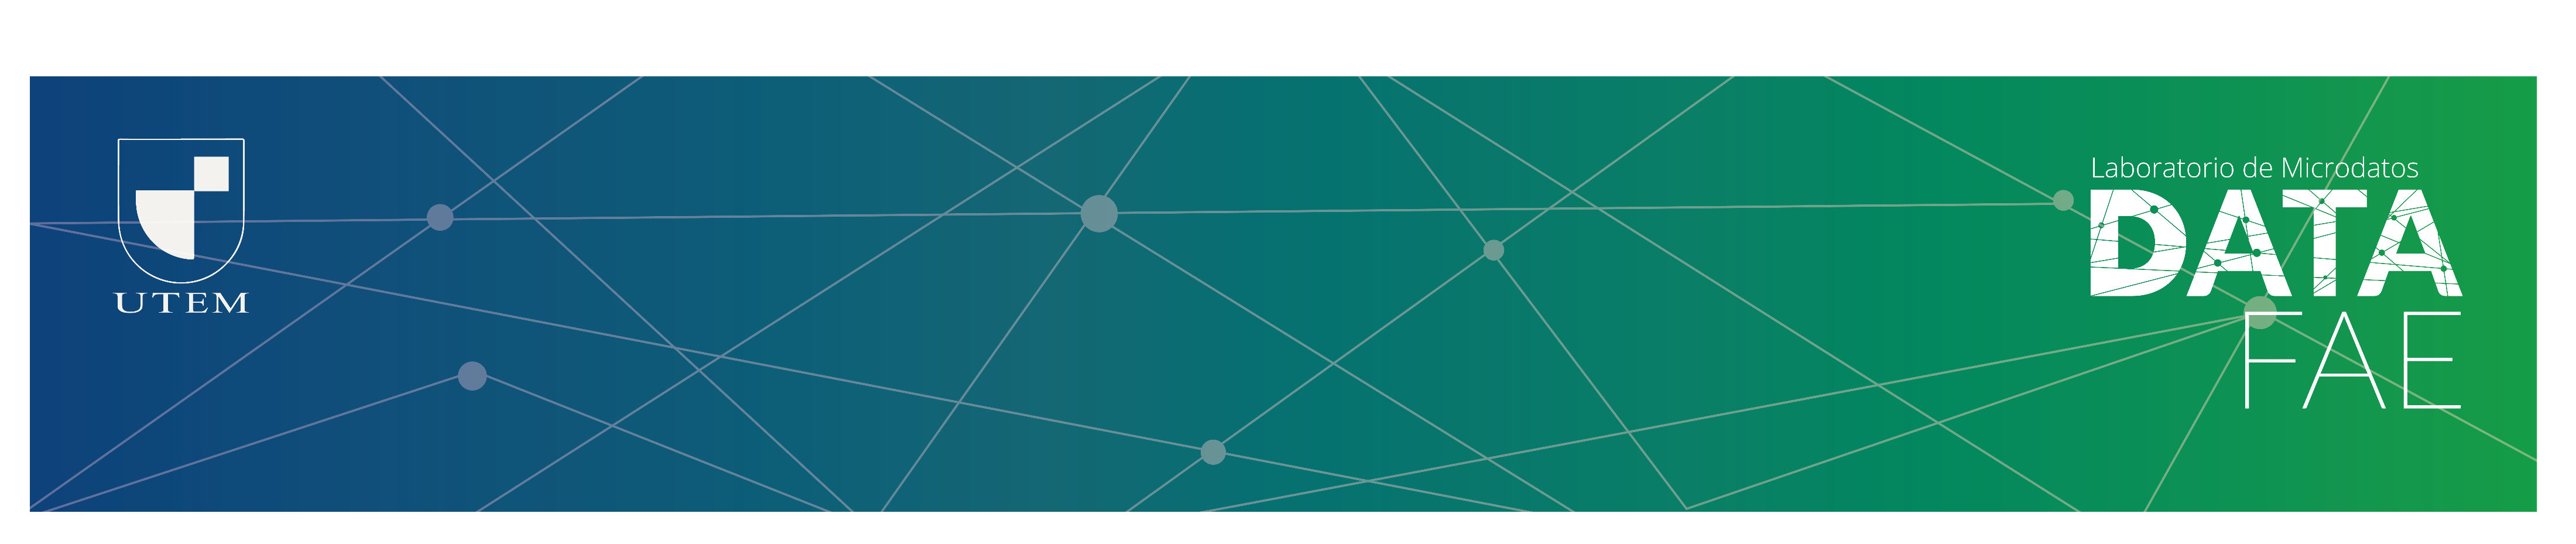 UTEM
Laboratorio de Microdatos
DATA
FAE